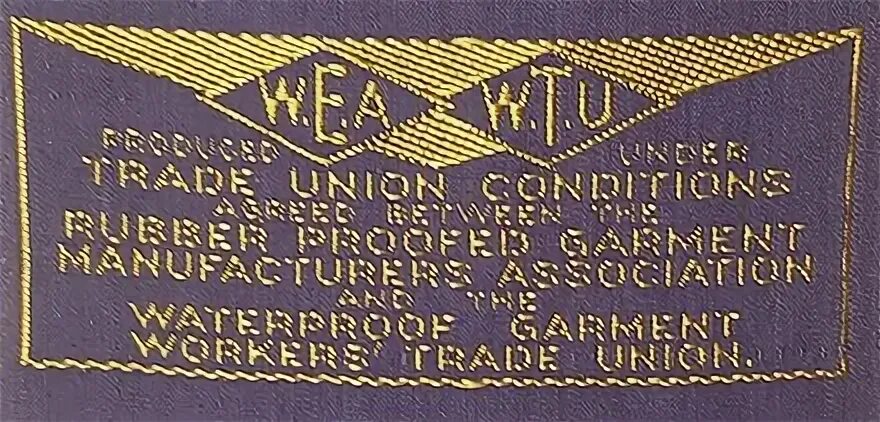 W.E.A W.T.U
PRODUCED UNDER
TRADE UNION CONDITIONS
AGREED BETWEEN THE
RUBBER PROOFED GARMENT
MANUFACTURERS ASSOCIATION
AND THE
WATERPROOF GARMENT
WORKERS' TRADE UNION.